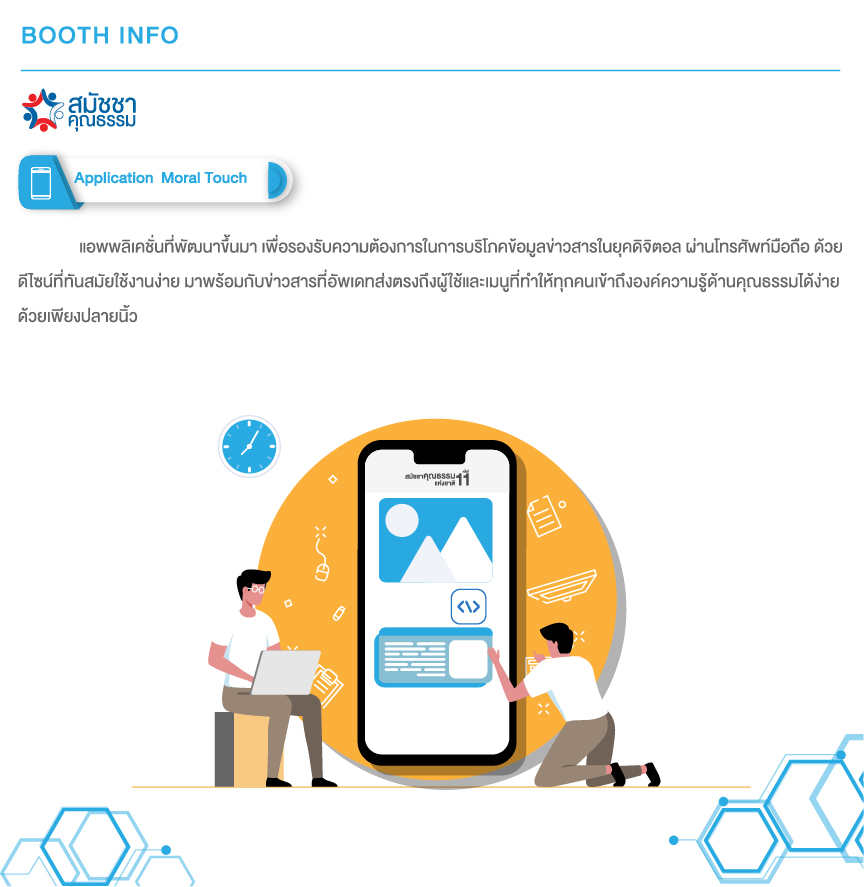 BOOTH INFO
สมัชชา
คุณธรรม
Application Moral Touch
แอพพลิเคชั่นที่พัฒนาขึ้นมา เพื่อรองรับความต้องการในการบริโภคข้อมูลข่าวสารในยุคดิจิตอล ผ่านโทรศัพท์มือถือ ด้วย
ดีไซน์ที่ทันสมัยใช้งานง่าย มาพร้อมกับข่าวสารที่อัพเดทส่งตรงถึงผู้ใช้และเมนูที่ทำให้ทุกคนเข้าถึงองค์ความรู้ด้านคุณธรรมได้ง่าย
ด้วยเพียงปลายนิ้ว
สมัชชาคุณธรรม
แห่งชาติ 11